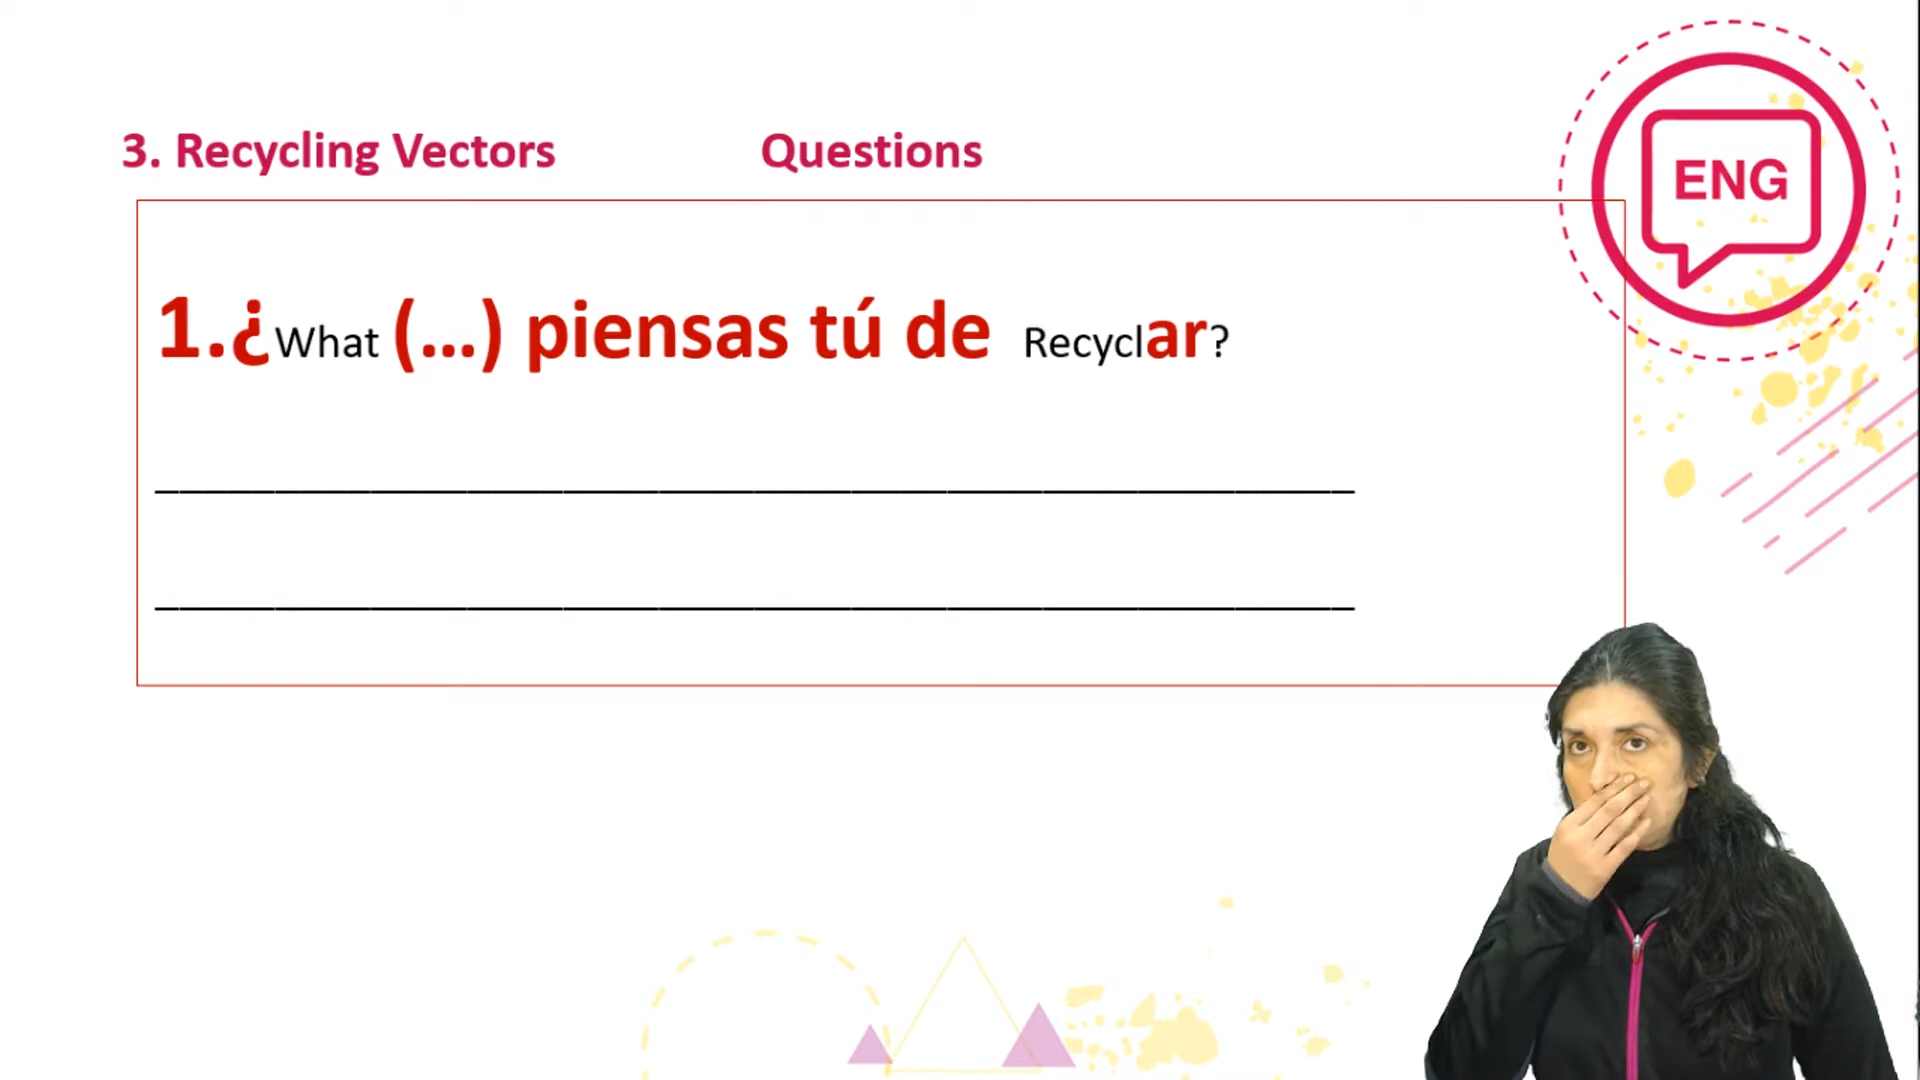 3. Recycling Vectors Questions
ENG
1.¿What (...) piensas tú de Recyclar?